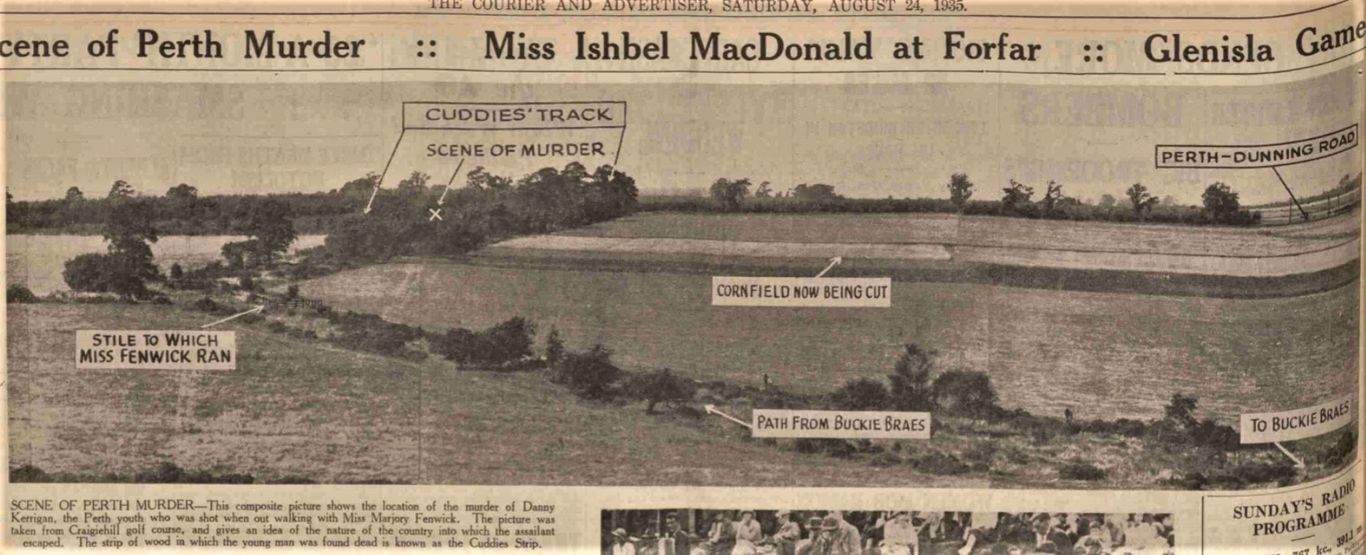 THE COURIER AND ADVERTISER, SATURDAY, AUGUST 24, 1935.
cene of Perth Murder :: Miss Ishbel MacDonald at Forfar :: Glenisla Game
CUDDIES' TRACK
SCENE OF MURDER
PERTH-DUNNING ROAD
CORNFIELD NOW BEING CUT
STILE TO WHICH
MISS FENWICK RAN
PATH FROM BUCKIE BRAES
TO BUCKIE BRAES
SCENE OF PERTH MURDER—This composite picture shows the location of the murder of Danny
Kerrigan, the Perth youth who was shot when out walking with Miss Marjory Fenwick. The picture was
taken from Craigiehill golf course, and gives an idea of the nature of the country into which the assailant
escaped. The strip of wood in which the young man was found dead is known as the Cuddies Strip.
SUNDAY'S RADIO
PROGRAMME
kc., 391.1